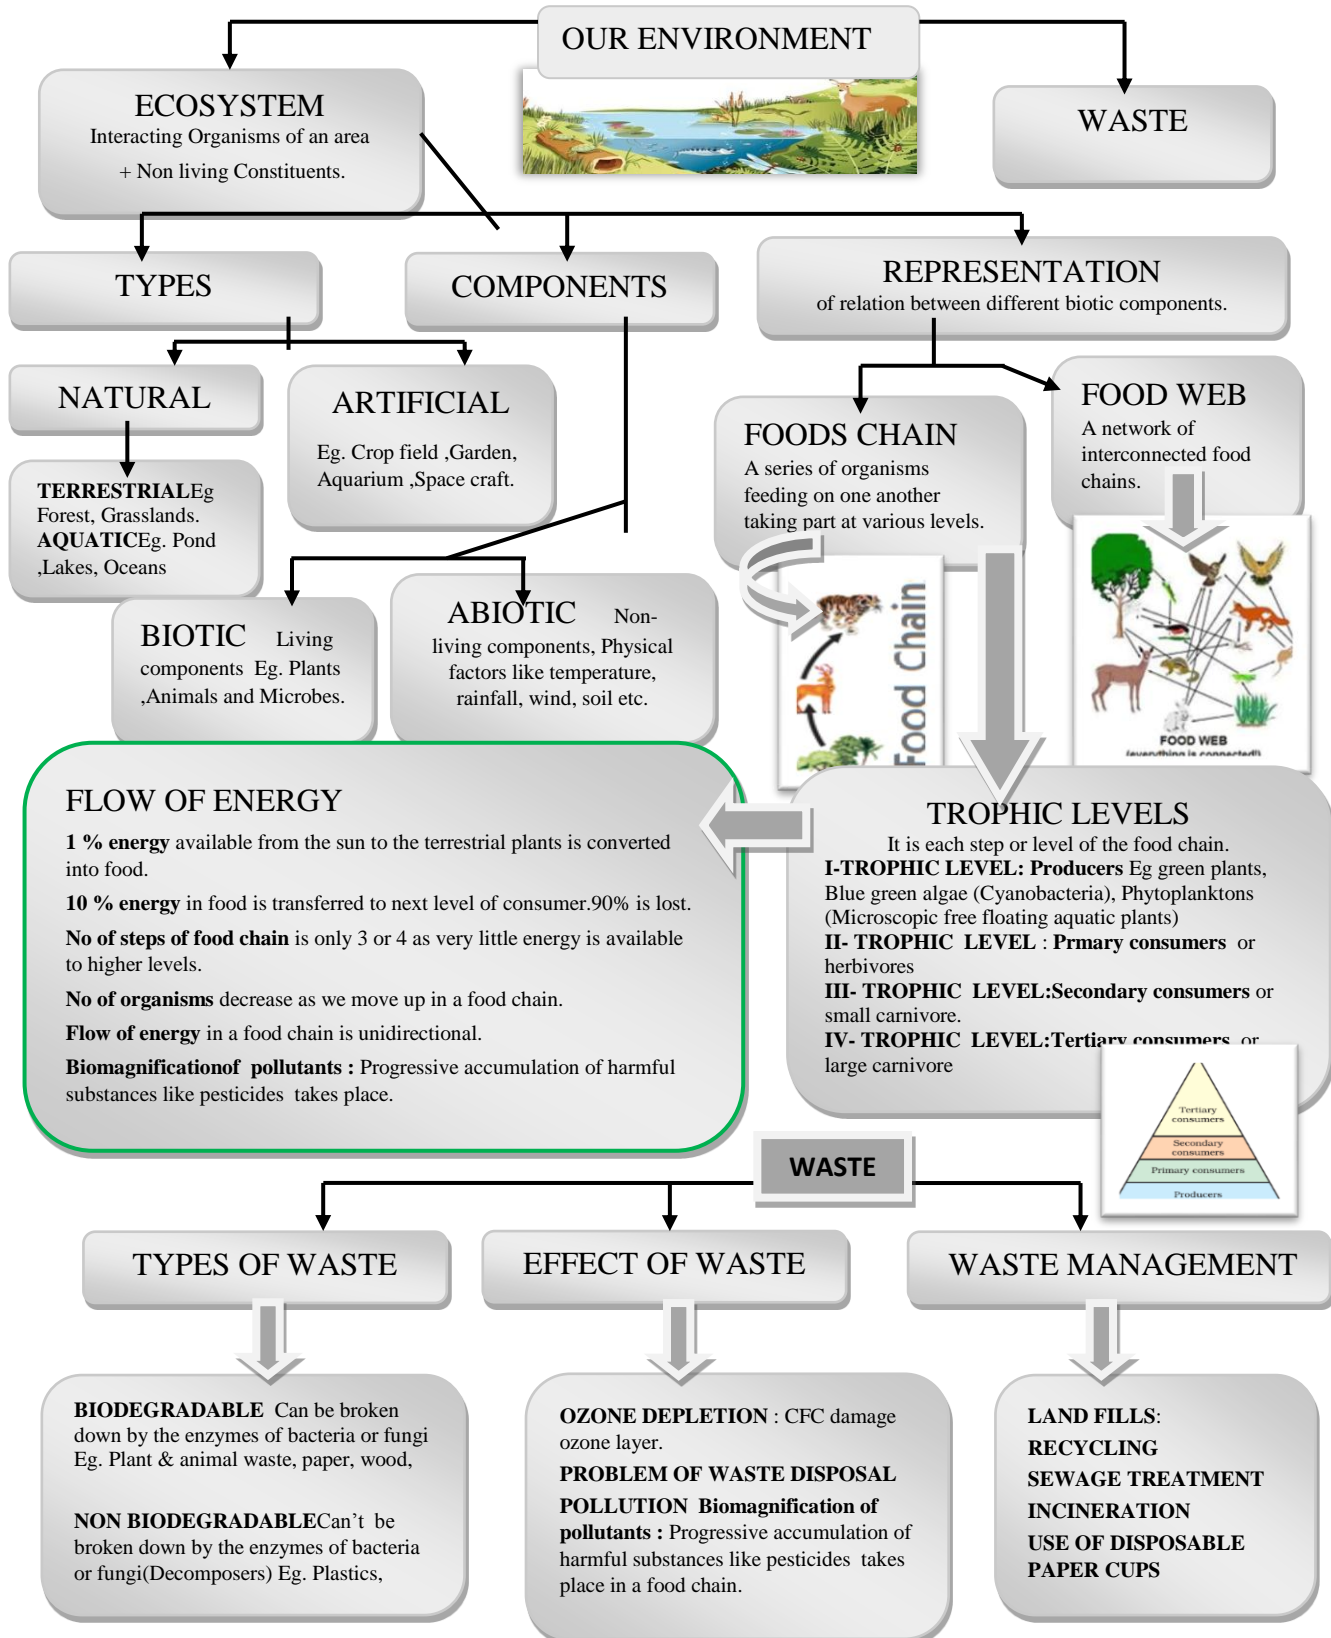 OUR ENVIRONMENT
ECOSYSTEM
Interacting Organisms of an area
+ Non living Constituents.
WASTE
TYPES
COMPONENTS
REPRESENTATION
of relation between different biotic components.
NATURAL
ARTIFICIAL
Eg. Crop field ,Garden,
Aquarium ,Space craft.
FOODS CHAIN
A series of organisms
feeding on one another
taking part at various levels.
FOOD WEB
A network of
interconnected food
chains.
TERRESTRIALEg
Forest, Grasslands.
AQUATICEg. Pond
,Lakes, Oceans
BIOTIC Living
components Eg. Plants
,Animals and Microbes.
ABIOTIC Non-
living components, Physical
factors like temperature,
rainfall, wind, soil etc.
Food Chain
FOOD WEB
(everything is connected!)
FLOW OF ENERGY
1 % energy available from the sun to the terrestrial plants is converted
into food.
10 % energy in food is transferred to next level of consumer.90% is lost.
No of steps of food chain is only 3 or 4 as very little energy is available
to higher levels.
No of organisms decrease as we move up in a food chain.
Flow of energy in a food chain is unidirectional.
Biomagnificationof pollutants : Progressive accumulation of harmful
substances like pesticides takes place.
TROPHIC LEVELS
It is each step or level of the food chain.
I-TROPHIC LEVEL: Producers Eg green plants,
Blue green algae (Cyanobacteria), Phytoplanktons
(Microscopic free floating aquatic plants)
II- TROPHIC LEVEL : Prmary consumers or
herbivores
III- TROPHIC LEVEL:Secondary consumers or
small carnivore.
IV- TROPHIC LEVEL:Tertiary consumers or
large carnivore
Tertiary
consumers
Secondary
consumers
Primary consumers
Producers
WASTE
TYPES OF WASTE
EFFECT OF WASTE
WASTE MANAGEMENT
BIODEGRADABLE Can be broken
down by the enzymes of bacteria or fungi
Eg. Plant & animal waste, paper, wood,
NON BIODEGRADABLECan't be
broken down by the enzymes of bacteria
or fungi(Decomposers) Eg. Plastics,
OZONE DEPLETION : CFC damage
ozone layer.
PROBLEM OF WASTE DISPOSAL
POLLUTION Biomagnification of
pollutants : Progressive accumulation of
harmful substances like pesticides takes
place in a food chain.
LAND FILLS:
RECYCLING
SEWAGE TREATMENT
INCINERATION
USE OF DISPOSABLE
PAPER CUPS